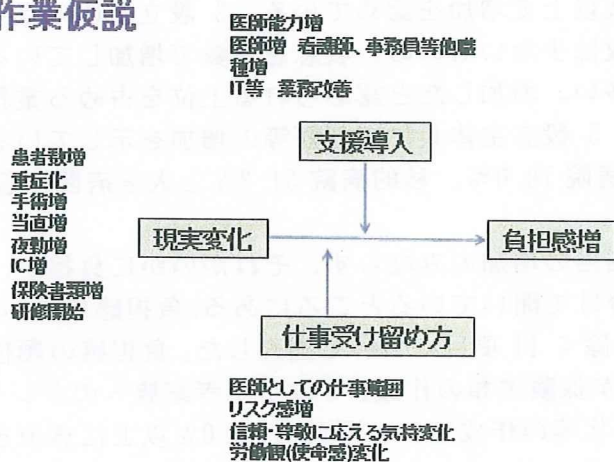 作業仮説
医師能力増
医師増 看護師、事務員等他職
種増
IT等 業務改善
支援導入
患者数増
重症化
手術増
当直増
夜勤増
IC増
保険書類増
研修開始
現実変化
負担感増
仕事受け留め方
医師としての仕事範囲
リスク感増
信頼・尊敬に応える気持変化
労働観(使命感)変化